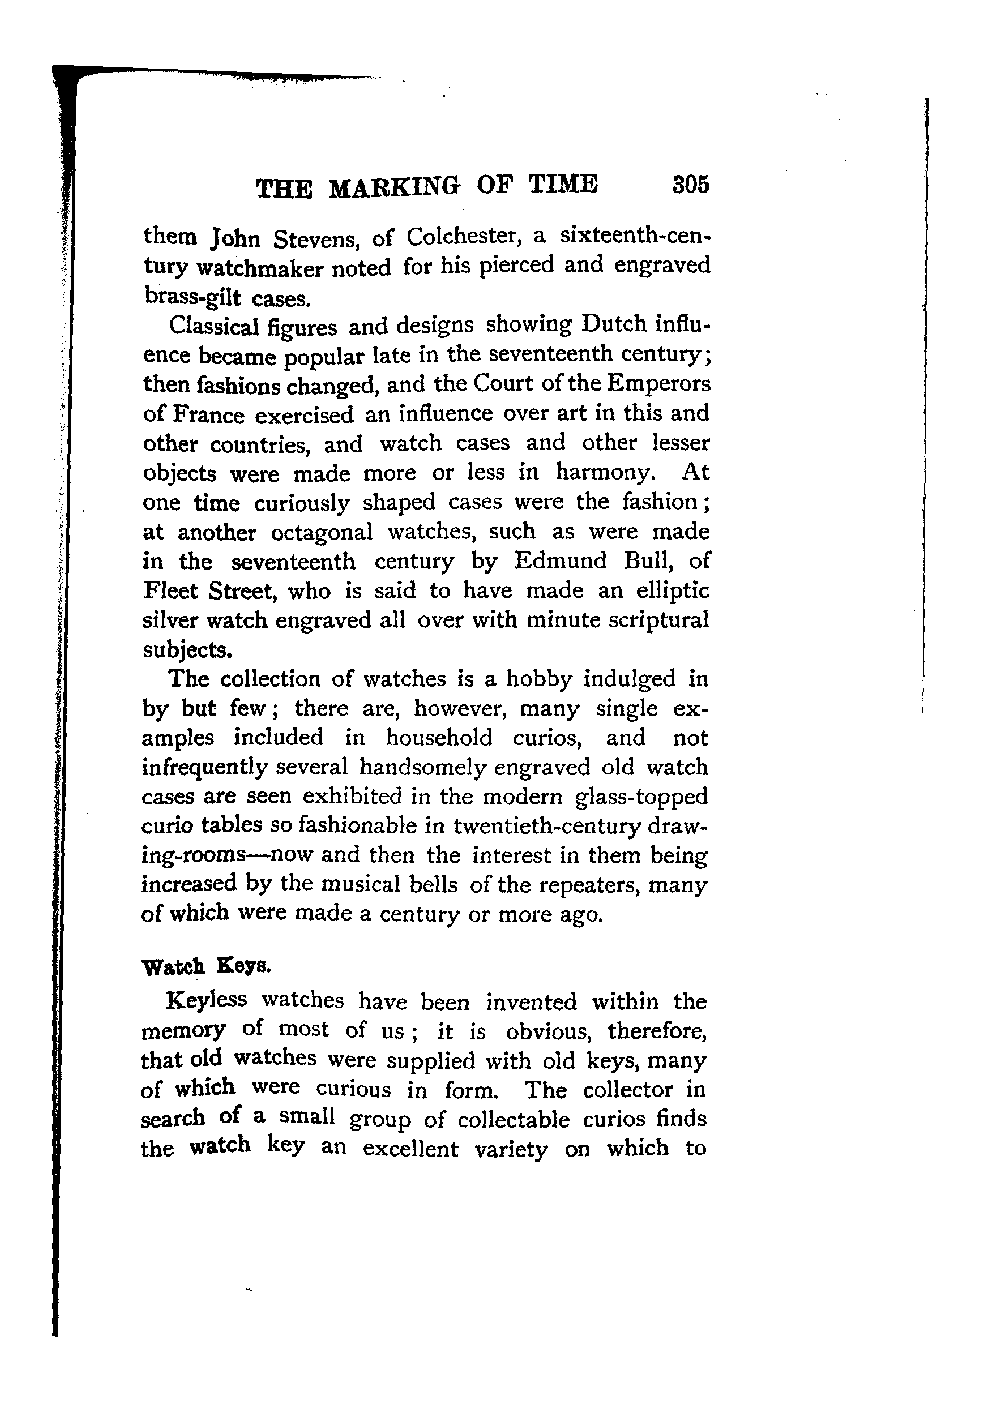 THE MARKING OF TIME 305
them John Stevens, of Colchester, a sixteenth-cen-
tury watchmaker noted for his pierced and engraved
brass-gilt cases.
Classical figures and designs showing Dutch influ-
ence became popular late in the seventeenth century;
then fashions changed, and the Court of the Emperors
of France exercised an influence over art in this and
other countries, and watch cases and other lesser
objects were made more or less in harmony. At
one time curiously shaped cases were the fashion;
at another octagonal watches, such as were made
in the seventeenth century by Edmund Bull, of
Fleet Street, who is said to have made an elliptic
silver watch engraved all over with minute scriptural
subjects.
The collection of watches is a hobby indulged in
by but few; there are, however, many single ex-
amples included in household curios, and not
infrequently several handsomely engraved old watch
cases are seen exhibited in the modern glass-topped
curio tables so fashionable in twentieth-century draw-
ing-rooms—now and then the interest in them being
increased by the musical bells of the repeaters, many
of which were made a century or more ago.
Watch Keys.
Keyless watches have been invented within the
memory of most of us; it is obvious, therefore,
that old watches were supplied with old keys, many
of which were curious in form. The collector in
search of a small group of collectable curios finds
the watch key an excellent variety on which to